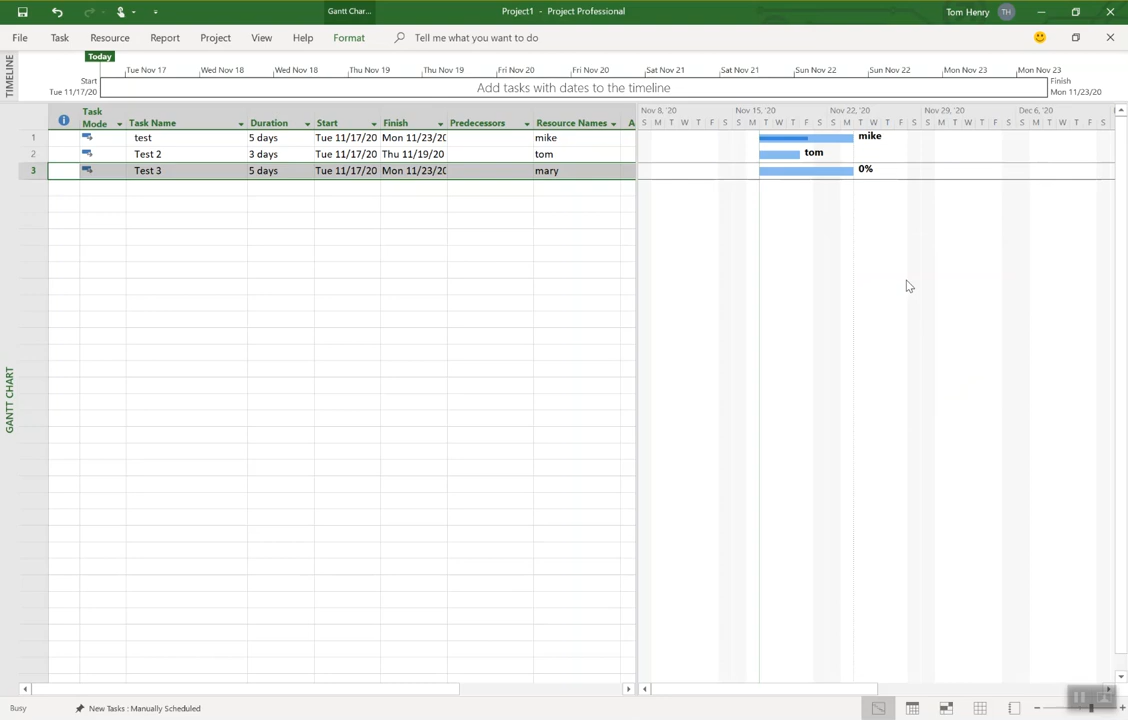 Gantt Char...
Project1 - Project Professional
Tom Henry
TH
File
Task
Resource
Report
Project
View
Help
Format
Tell me what you want to do
TIMELINE
Today
Tue Nov 17
Wed Nov 18
Wed Nov 18
Thu Nov 19
Thu Nov 19
Fri Nov 20
Fri Nov 20
Sat Nov 21
Sat Nov 21
Sun Nov 22
Sun Nov 22
Mon Nov 23
Mon Nov 23
Start
Tue 11/17/20
Add tasks with dates to the timeline
Finish
Mon 11/23/20
Task Mode
Task Name
Duration
Start
Finish
Predecessors
Resource Names
A
Nov 8, '20
Nov 15, '20
Nov 22, '20
Nov 29, '20
Dec 6, '20
S M T W T F S S M T W T F S S M T W T F S S M T W T F S S M T W T F S
1 test 5 days Tue 11/17/20 Mon 11/23/20 mike
mike
2 Test 2 3 days Tue 11/17/20 Thu 11/19/20 tom
tom
3 Test 3 5 days Tue 11/17/20 Mon 11/23/20 mary
0%
GANTT CHART
Busy
New Tasks : Manually Scheduled